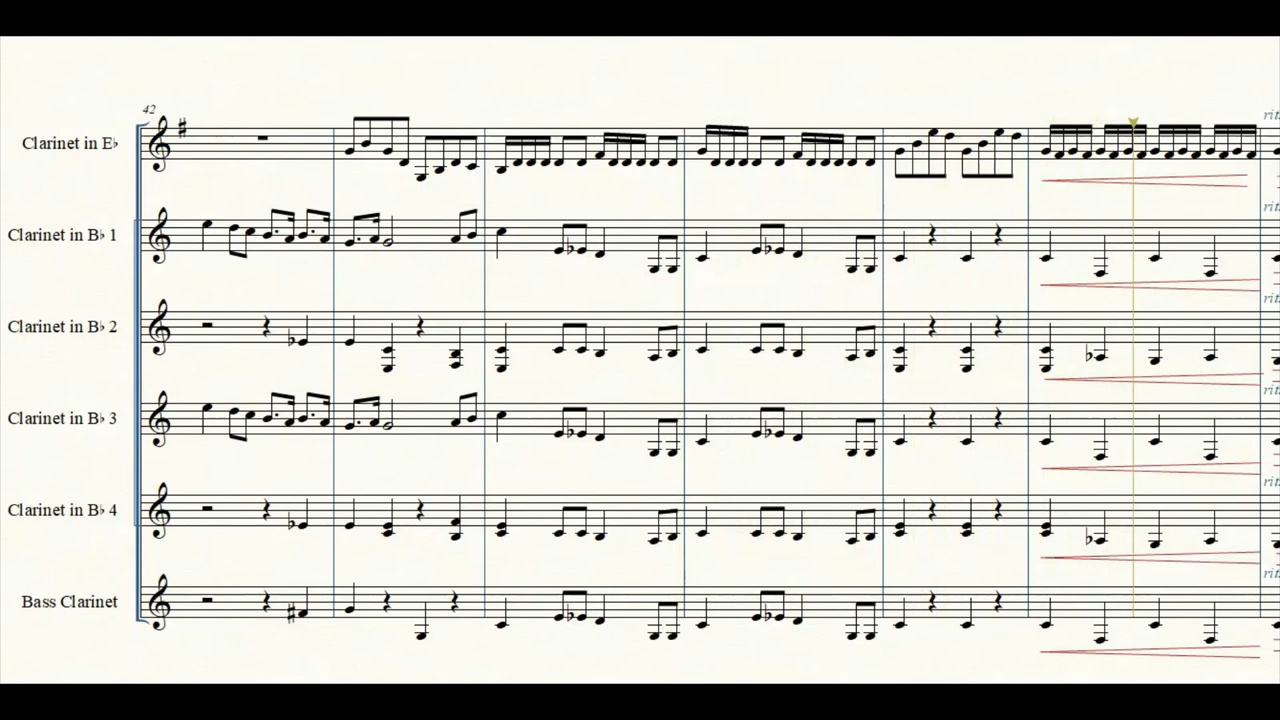 42
Clarinet in E♭
rit
Clarinet in B♭ 1
rit
Clarinet in B♭ 2
rit
Clarinet in B♭ 3
rit
Clarinet in B♭ 4
rit
Bass Clarinet
rit